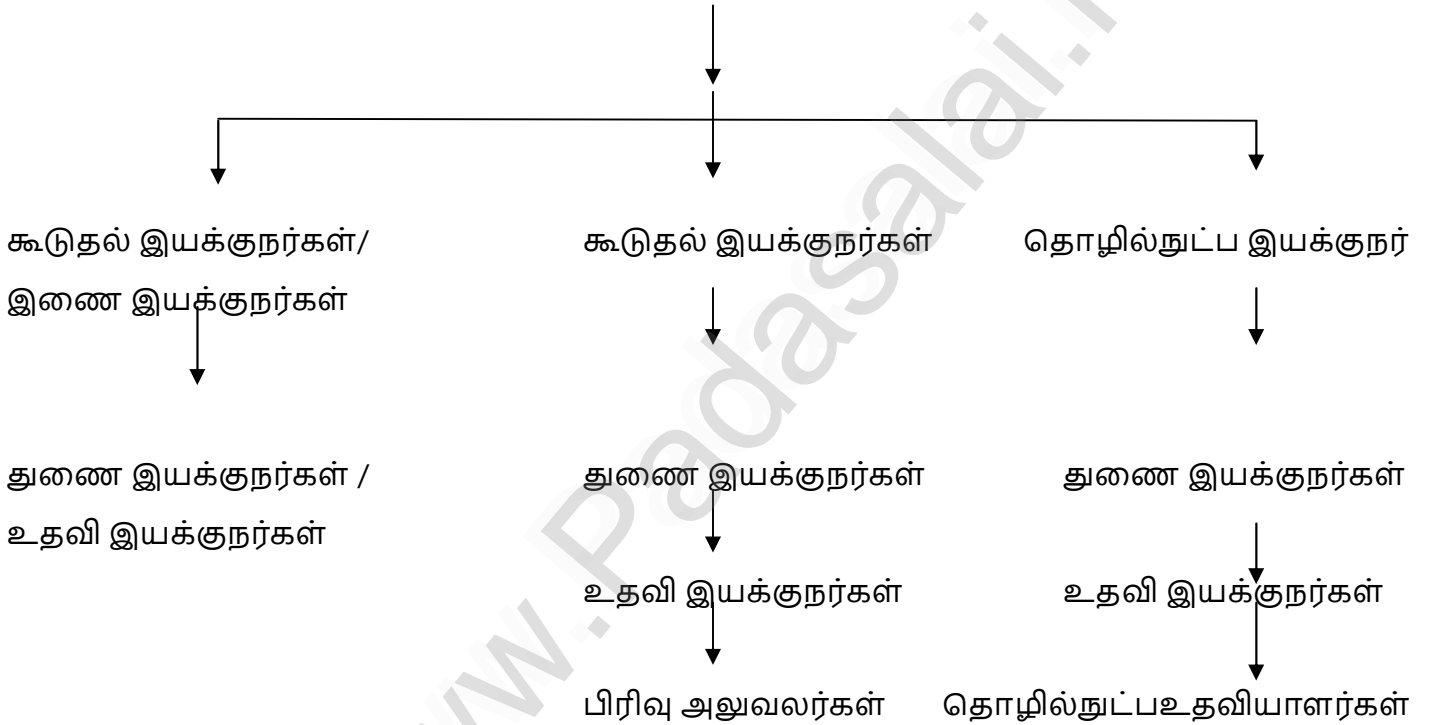 கூடுதல் இயக்குநர்கள்/ கூடுதல் இயக்குநர்கள் தொழில்நுட்ப இயக்குநர்
இணை இயக்குநர்கள்
துணை இயக்குநர்கள் / துணை இயக்குநர்கள் துணை இயக்குநர்கள்
உதவி இயக்குநர்கள்
உதவி இயக்குநர்கள் உதவி இயக்குநர்கள்
பிரிவு அலுவலர்கள் தொழில்நுட்பஉதவியாளர்கள்
www.Padasalai.